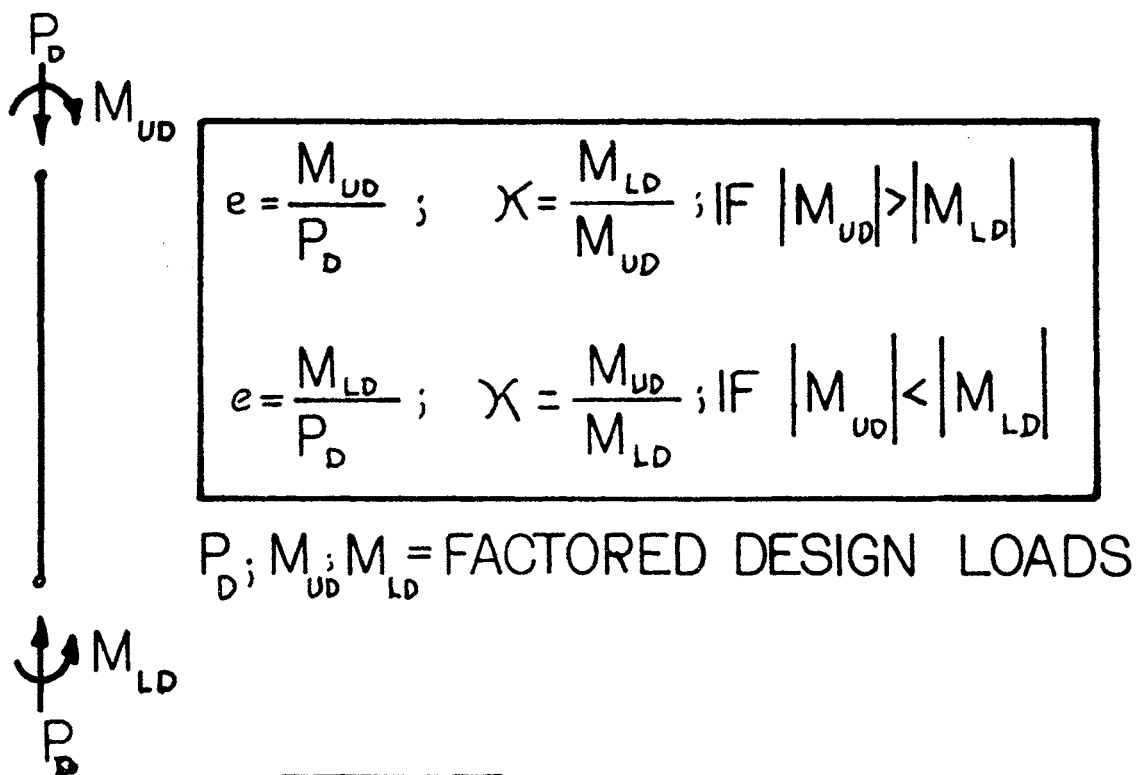 P_D
M_UD
e = M_UD / P_D ; ϰ = M_LD / M_UD ; IF |M_UD| > |M_LD|
e = M_LD / P_D ; ϰ = M_UD / M_LD ; IF |M_UD| < |M_LD|
P_D; M_UD; M_LD = FACTORED DESIGN LOADS
M_LD
P_D